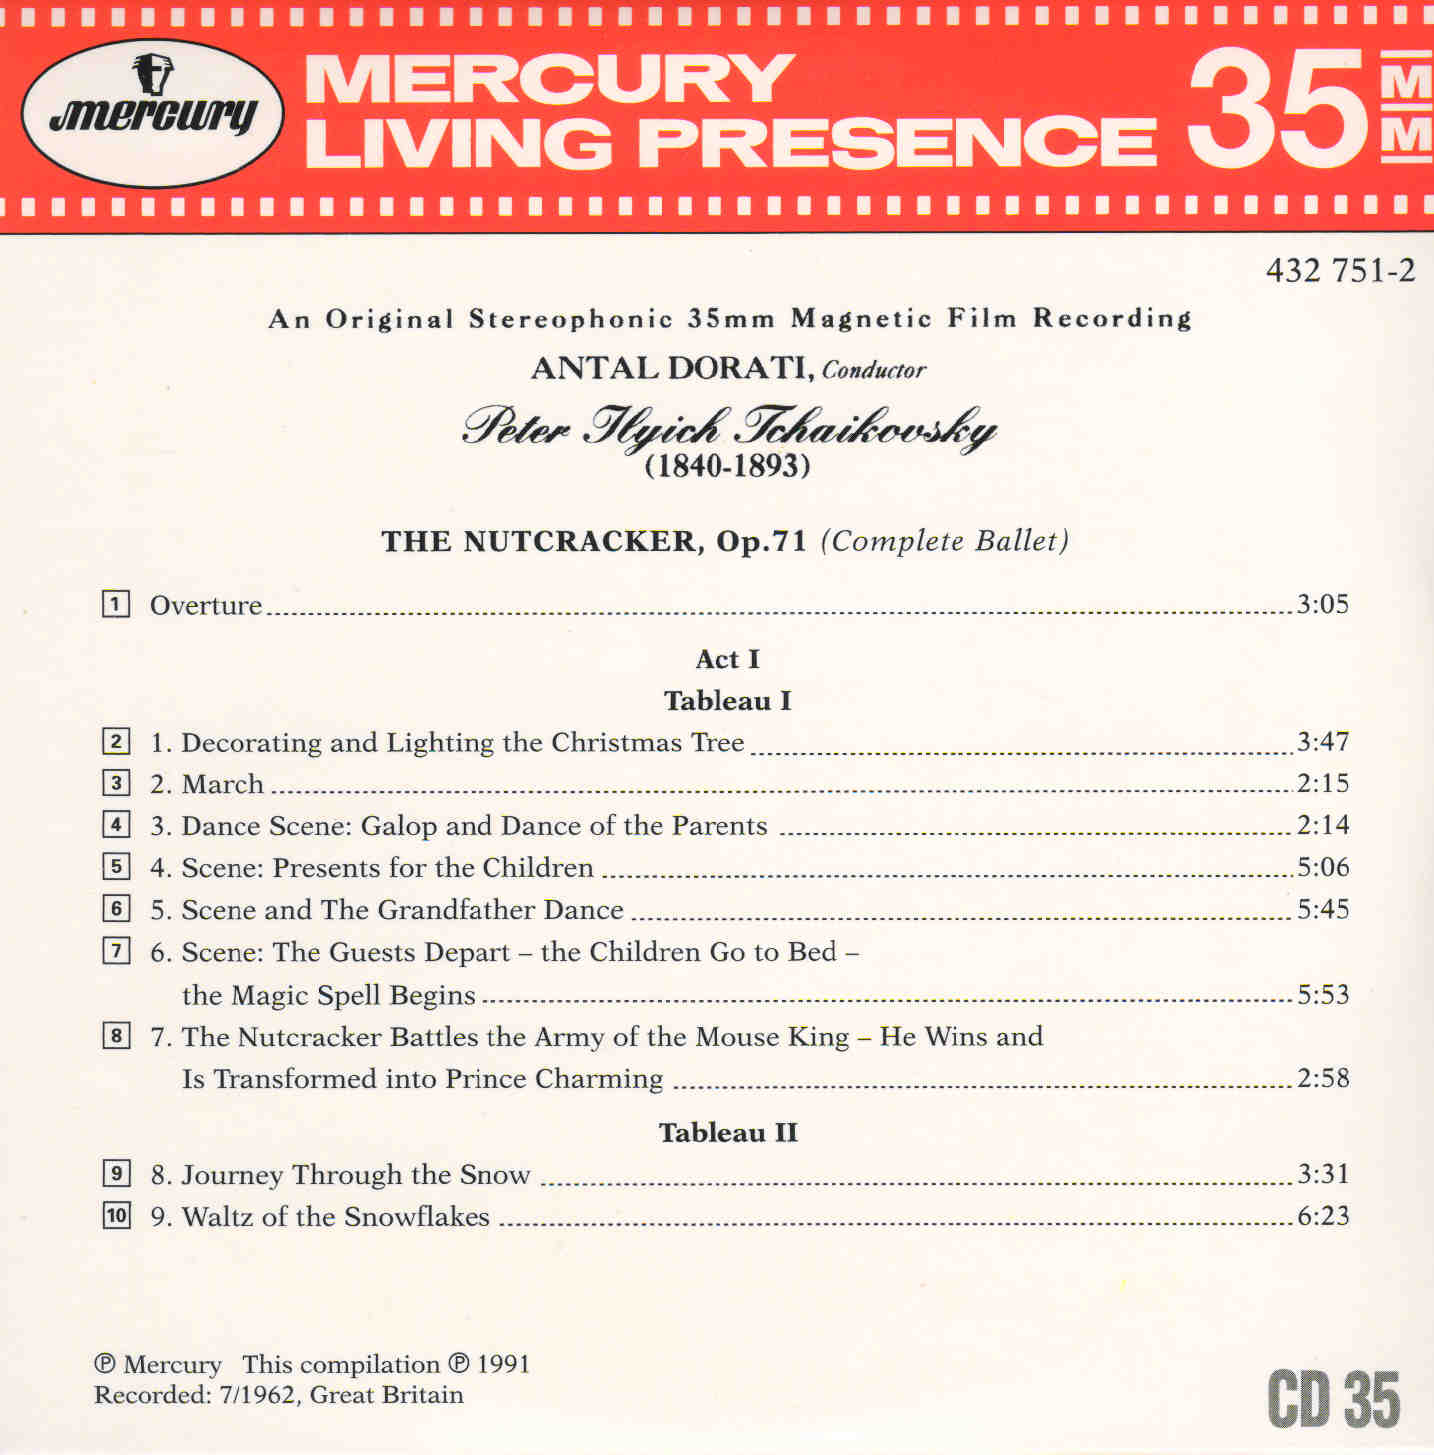 mercury
MERCURY
LIVING PRESENCE
35 MM
432 751-2
An Original Stereophonic 35mm Magnetic Film Recording
ANTAL DORATI, Conductor
Peter Ilyich Tchaikovsky
(1840-1893)
THE NUTCRACKER, Op.71 (Complete Ballet)
1 Overture 3:05
Act I
Tableau I
2 1. Decorating and Lighting the Christmas Tree 3:47
3 2. March 2:15
4 3. Dance Scene: Galop and Dance of the Parents 2:14
5 4. Scene: Presents for the Children 5:06
6 5. Scene and The Grandfather Dance 5:45
7 6. Scene: The Guests Depart – the Children Go to Bed –
the Magic Spell Begins 5:53
8 7. The Nutcracker Battles the Army of the Mouse King – He Wins and
Is Transformed into Prince Charming 2:58
Tableau II
9 8. Journey Through the Snow 3:31
10 9. Waltz of the Snowflakes 6:23
℗ Mercury This compilation ℗ 1991
Recorded: 7/1962, Great Britain
CD 35